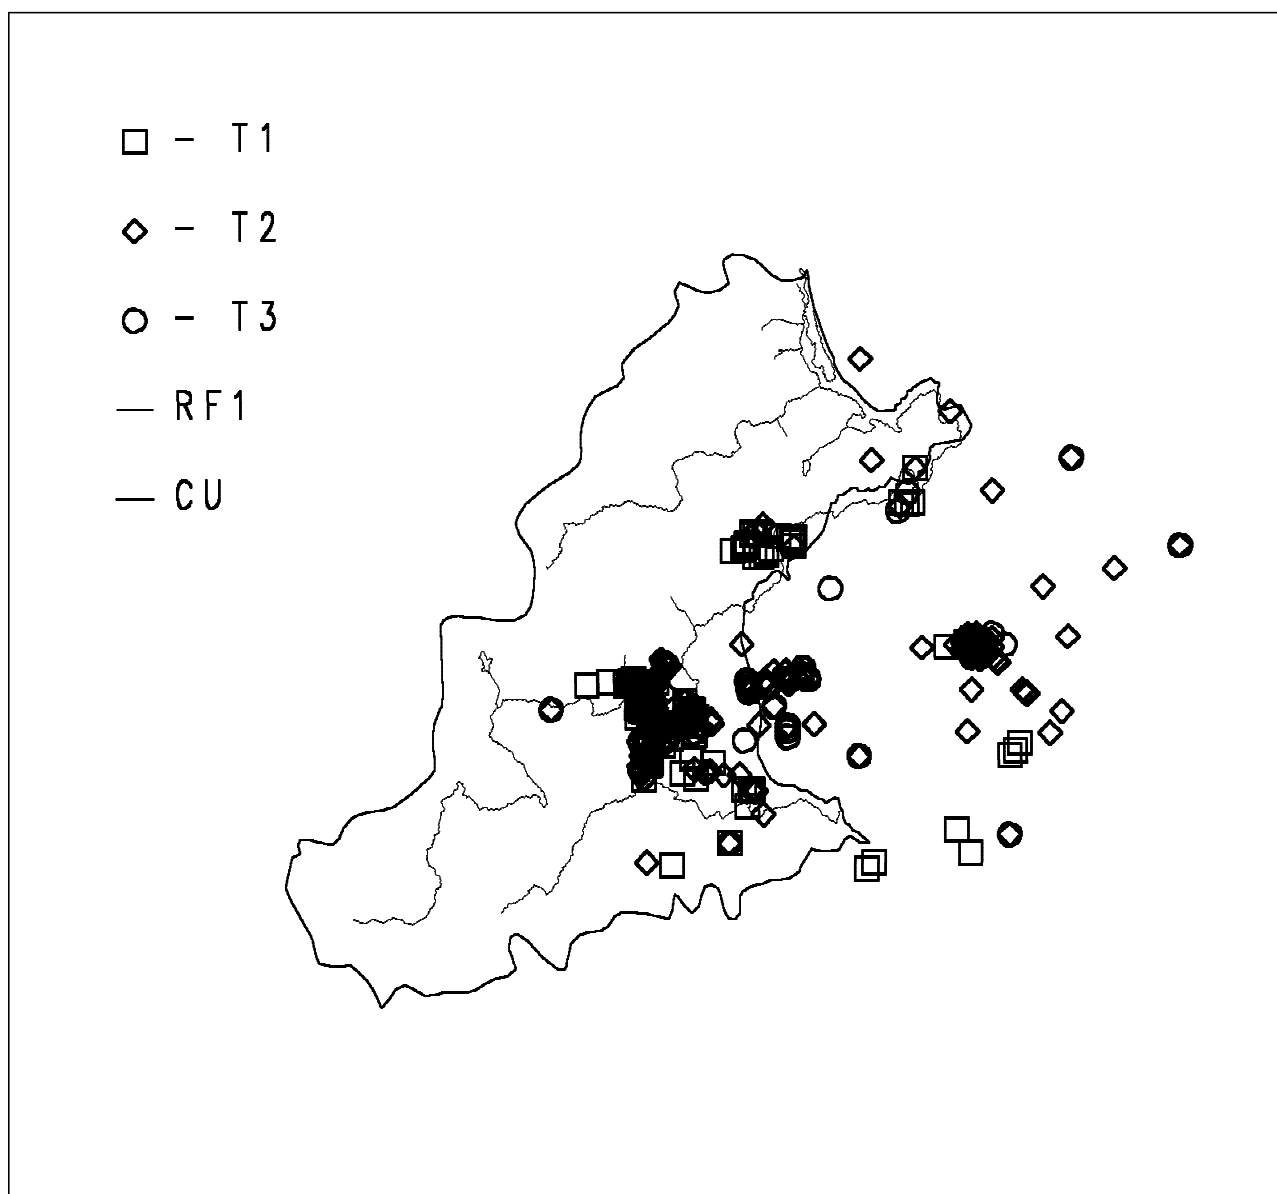 □ - T1
◇ - T2
○ - T3
— RF1
— CU